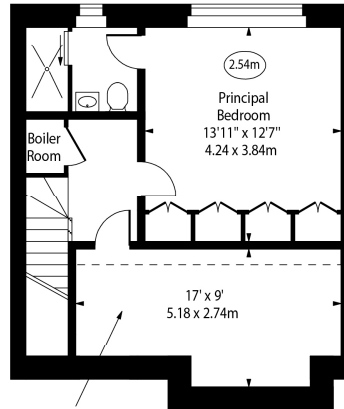 2.54m
Principal
Bedroom
13'11" x 12'7"
4.24 x 3.84m
Boiler
Room
17' x 9'
5.18 x 2.74m